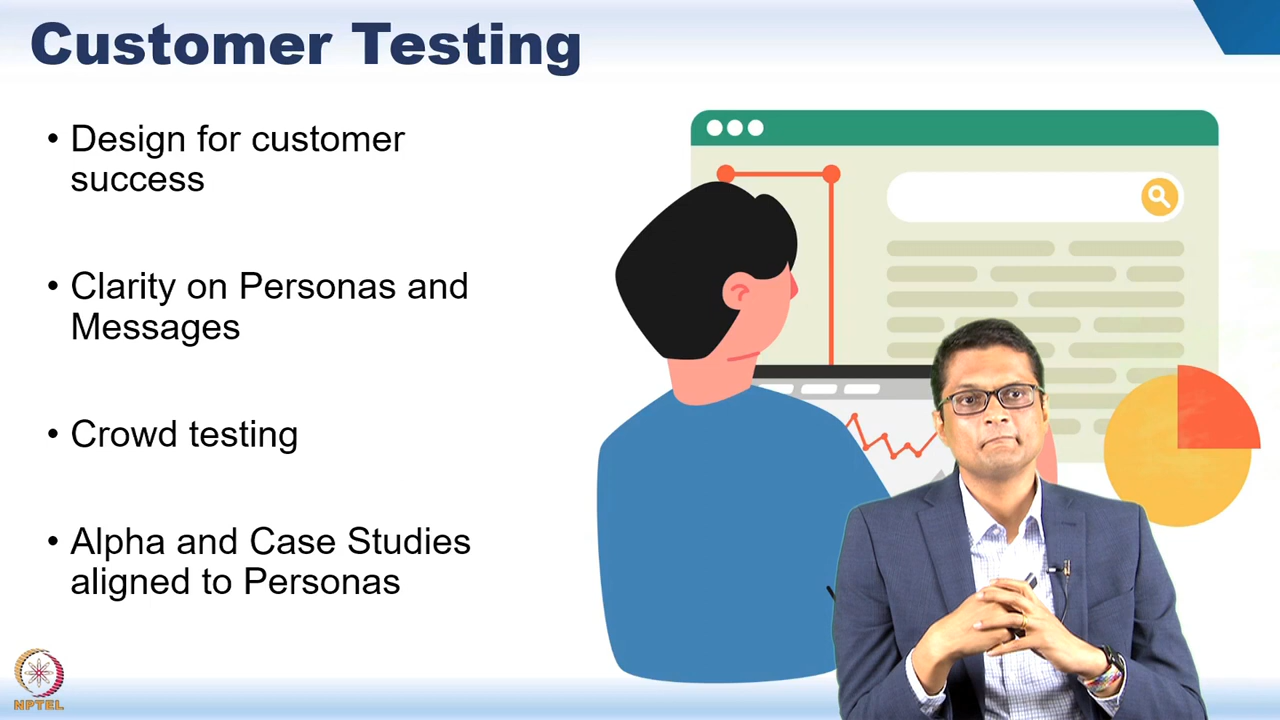 Customer Testing
• Design for customer
success
• Clarity on Personas and
Messages
• Crowd testing
• Alpha and Case Studies
aligned to Personas
NPTEL